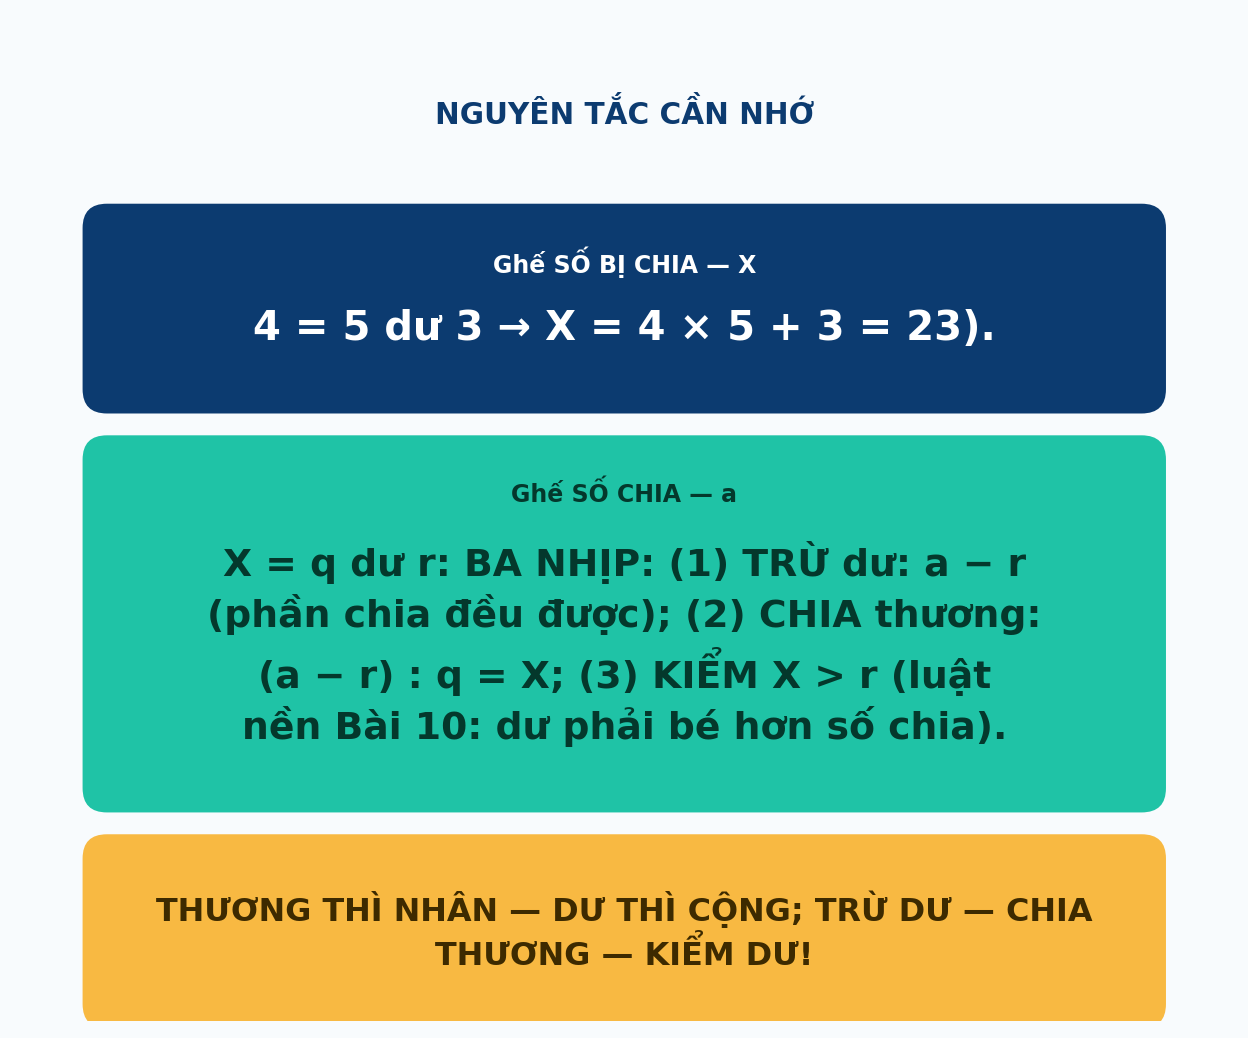 NGUYÊN TẮC CẦN NHỚ
Ghế SỐ BỊ CHIA — X
4 = 5 dư 3 → X = 4 × 5 + 3 = 23).
Ghế SỐ CHIA — a
X = q dư r: BA NHỊP: (1) TRỪ dư: a − r
(phần chia đều được); (2) CHIA thương:
(a − r) : q = X; (3) KIỂM X > r (luật
nền Bài 10: dư phải bé hơn số chia).
THƯƠNG THÌ NHÂN — DƯ THÌ CỘNG; TRỪ DƯ — CHIA
THƯƠNG — KIỂM DƯ!